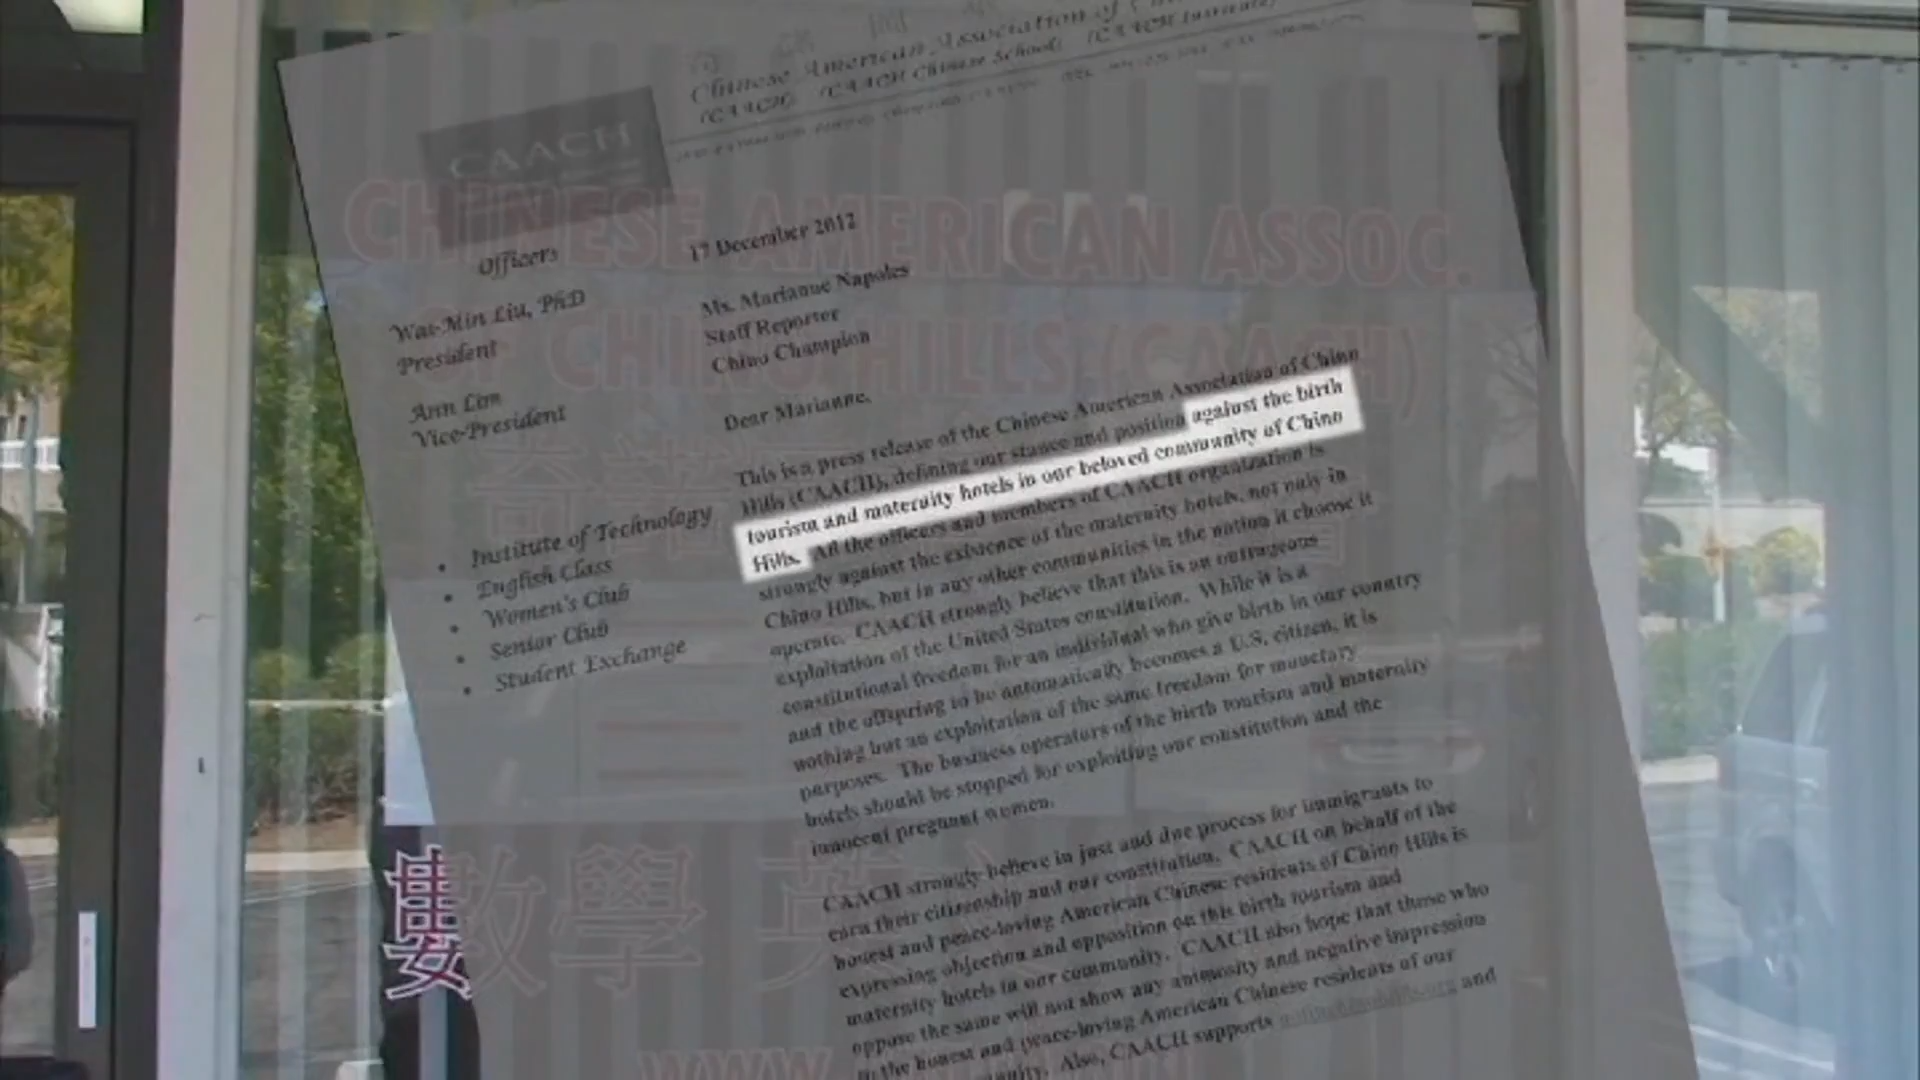 Chinese American Association of
(CAACH) (CAACH Chinese School) (CAACH Institute)
CAACH
CHINESE AMERICAN ASSOC.
OF CHINO HILLS (CAACH)
Officers
Wai-Min Liu, PhD
President
Ann Lim
Vice-President
• Institute of Technology
• English Class
• Women's Club
• Senior Club
• Student Exchange
17 December 2012
Ms. Marianne Napoles
Staff Reporter
Chino Champion
Dear Marianne,
This is a press release of the Chinese American Association of Chino
Hills (CAACH), defining our stance and position against the birth
tourism and maternity hotels in our beloved community of Chino
Hills. All the officers and members of CAACH organization is
strongly against the existence of the maternity hotels, not only in
Chino Hills, but in any other communities in the nation it choose it
operate. CAACH strongly believe that this is an outrageous
exploitation of the United States constitution. While it is a
constitutional freedom for an individual who give birth in our country
and the offspring to be automatically becomes a U.S. citizen, it is
nothing but an exploitation of the same freedom for monetary
purposes. The business operators of the birth tourism and maternity
hotels should be stopped for exploiting our constitution and the
innocent pregnant women.
CAACH strongly believe in just and due process for immigrants to
earn their citizenship and our constitution. CAACH on behalf of the
honest and peace-loving American Chinese residents of Chino Hills is
expressing objection and opposition on this birth tourism and
maternity hotels in our community. CAACH also hope that those who
oppose the same will not show any animosity and negative impression
to the honest and peace-loving American Chinese residents of our
Also, CAACH supports and
數學 英
www.